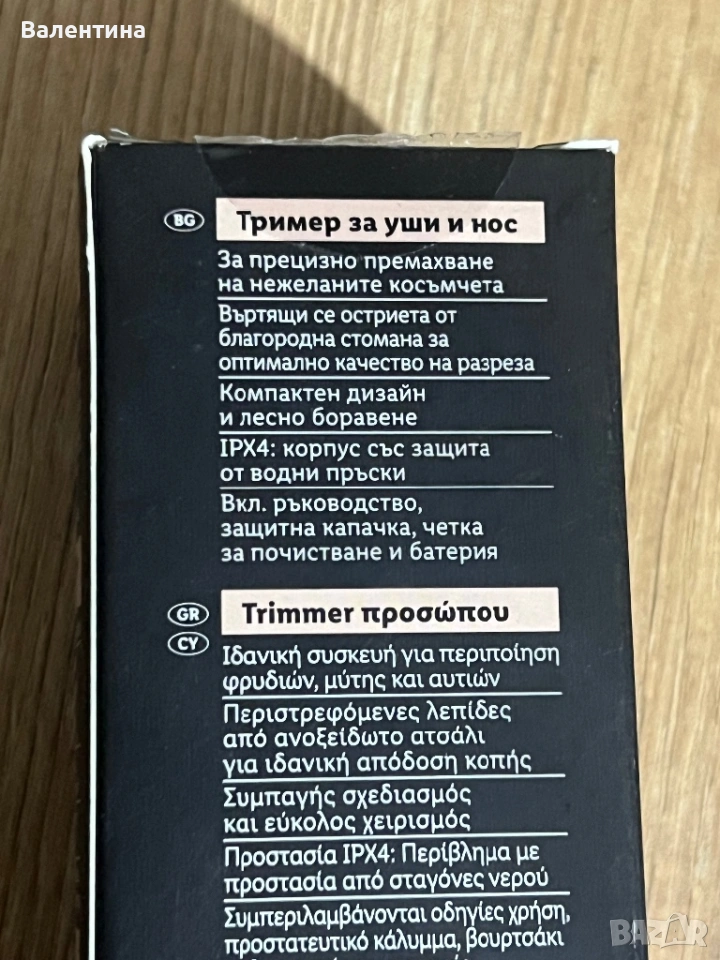 Валентина
BG Тример за уши и нос
За прецизно премахване
на нежеланите косъмчета
Въртящи се остриета от
благородна стомана за
оптимално качество на разреза
Компактен дизайн
и лесно боравене
IPX4: корпус със защита
от водни пръски
Вкл. ръководство,
защитна капачка, четка
за почистване и батерия
GR Trimmer προσώπου
CY
Ιδανική συσκευή για περιποίηση
φρυδιών, μύτης και αυτιών
Περιστρεφόμενες λεπίδες
από ανοξείδωτο ατσάλι
για ιδανική απόδοση κοπής
Συμπαγής σχεδιασμός
και εύκολος χειρισμός
Προστασία IPX4: Περίβλημα με
προστασία από σταγόνες νερού
Συμπεριλαμβάνονται οδηγίες χρήση,
προστατευτικό κάλυμμα, βουρτσάκι
BAZAR